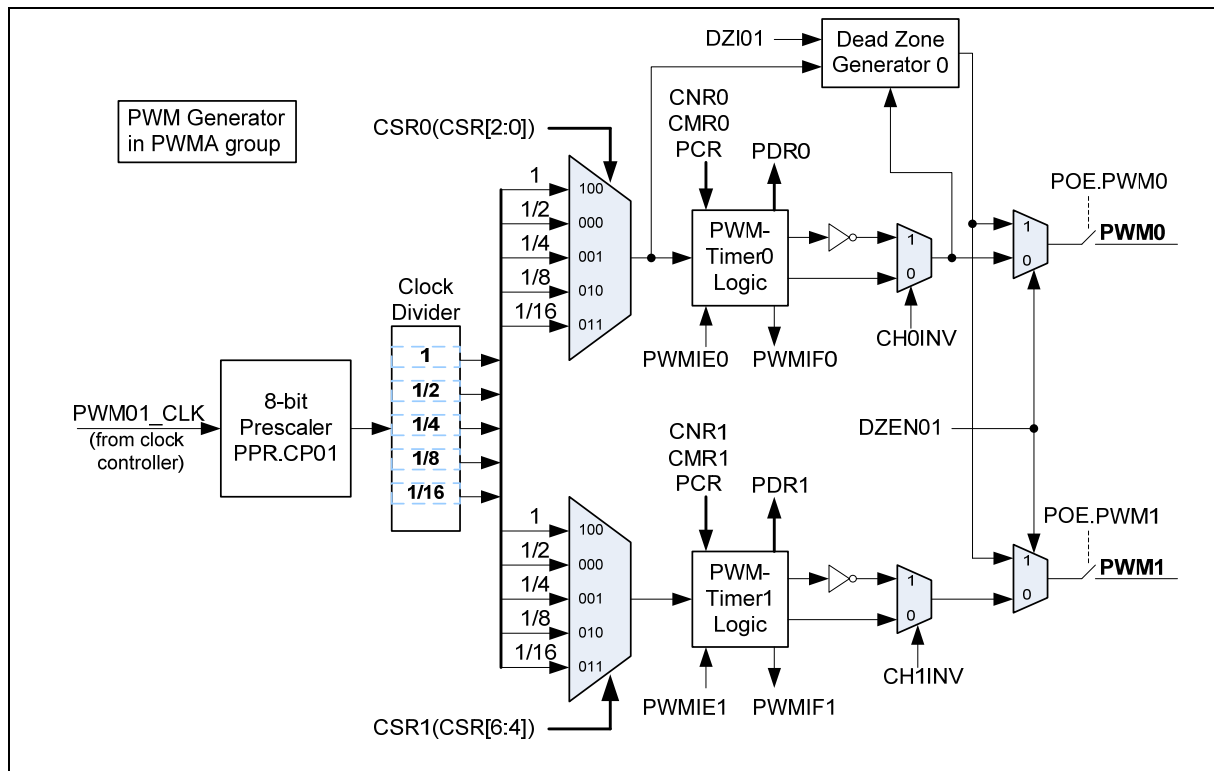 PWM Generator
in PWMA group
DZI01
Dead Zone
Generator 0
CSR0(CSR[2:0])
CNR0
CMR0
PCR
PDR0
1
1/2
1/4
1/8
1/16
100
000
001
010
011
PWM-
Timer0
Logic
1
0
1
0
POE.PWM0
PWM0
PWMIE0
PWMIF0
CH0INV
Clock
Divider
1
1/2
1/4
1/8
1/16
PWM01_CLK
(from clock
controller)
8-bit
Prescaler
PPR.CP01
DZEN01
CNR1
CMR1
PCR
PDR1
1
1/2
1/4
1/8
1/16
100
000
001
010
011
PWM-
Timer1
Logic
1
0
1
0
POE.PWM1
PWM1
PWMIE1
PWMIF1
CH1INV
CSR1(CSR[6:4])